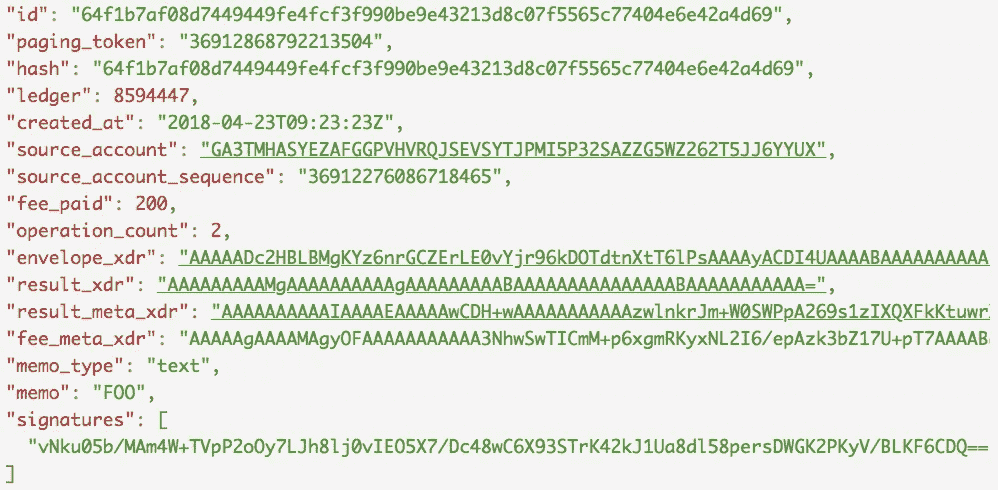 "id": "64f1b7af08d7449449fe4fcf3f990be9e43213d8c07f5565c77404e6e42a4d69",
"paging_token": "36912868792213504",
"hash": "64f1b7af08d7449449fe4fcf3f990be9e43213d8c07f5565c77404e6e42a4d69",
"ledger": 8594447,
"created_at": "2018-04-23T09:23:23Z",
"source_account": "GA3TMHASYEZAFGGPVHVRQJSEVSYTJPMI5P32SAZZG5WZ262T5JJ6YYUX",
"source_account_sequence": "36912276086718465",
"fee_paid": 200,
"operation_count": 2,
"envelope_xdr": "AAAAADc2HBLBMgKYz6nrGCZErLE0vYjr96kDOTdtnXtT6lPsAAAAyACDI4UAAAABAAAAAAAAAA
"result_xdr": "AAAAAAAAAMgAAAAAAAAAAgAAAAAAAAABAAAAAAAAAAAAAAABAAAAAAAAAAA=",
"result_meta_xdr": "AAAAAAAAAAIAAAAEAAAAAwCDH+wAAAAAAAAAAAzwlnkrJm+W0SWPpA269s1zIXQXFkKtuwr
"fee_meta_xdr": "AAAAAgAAAAMAgyOFAAAAAAAAAAA3NhwSwTICmM+p6xgmRKyxNL2I6/epAzk3bZ17U+pT7AAAAB
"memo_type": "text",
"memo": "FOO",
"signatures": [
"vNku05b/MAm4W+TVpP2oOy7LJh8lj0vIEO5X7/Dc48wC6X93STrK42kJ1Ua8dl58persDWGK2PKyV/BLKF6CDQ==
]